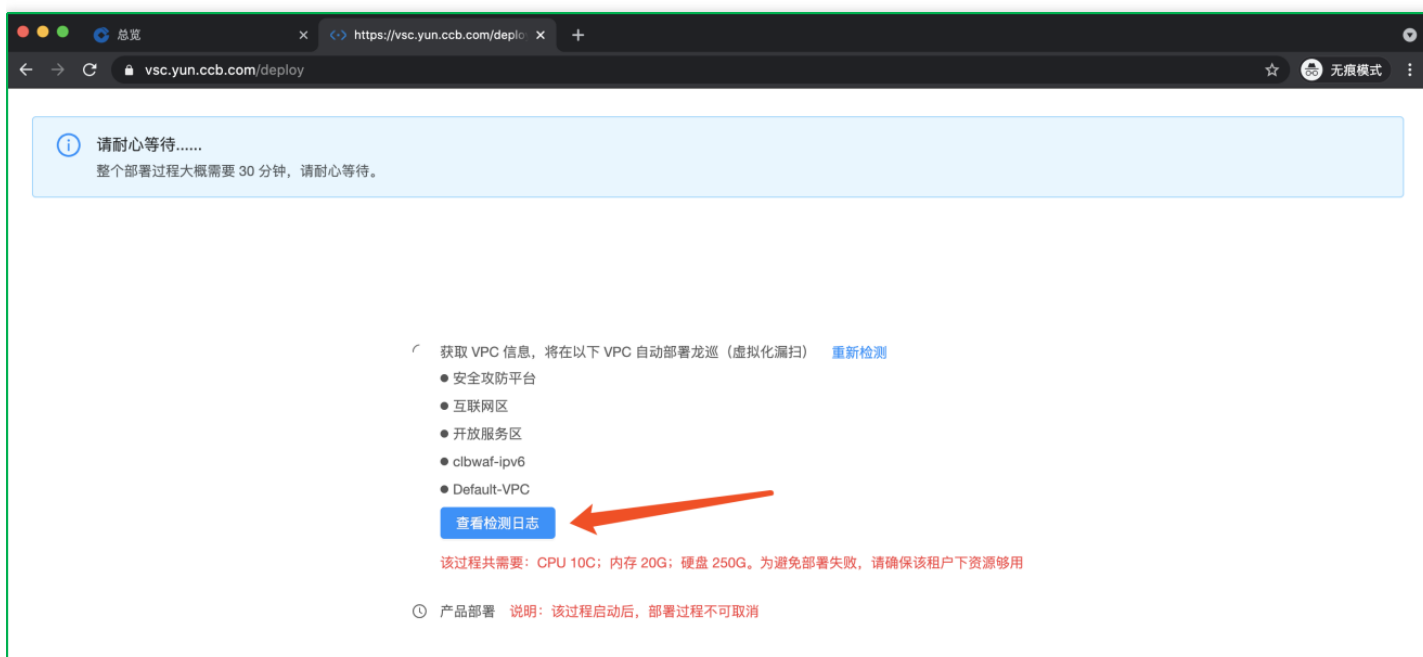 总览
https://vsc.yun.ccb.com/deplo
vsc.yun.ccb.com/deploy
无痕模式
请耐心等待......
整个部署过程大概需要 30 分钟，请耐心等待。
获取 VPC 信息，将在以下 VPC 自动部署龙巡（虚拟化漏扫） 重新检测
● 安全攻防平台
● 互联网区
● 开放服务区
● clbwaf-ipv6
● Default-VPC
查看检测日志
该过程共需要：CPU 10C；内存 20G；硬盘 250G。为避免部署失败，请确保该租户下资源够用
产品部署 说明：该过程启动后，部署过程不可取消